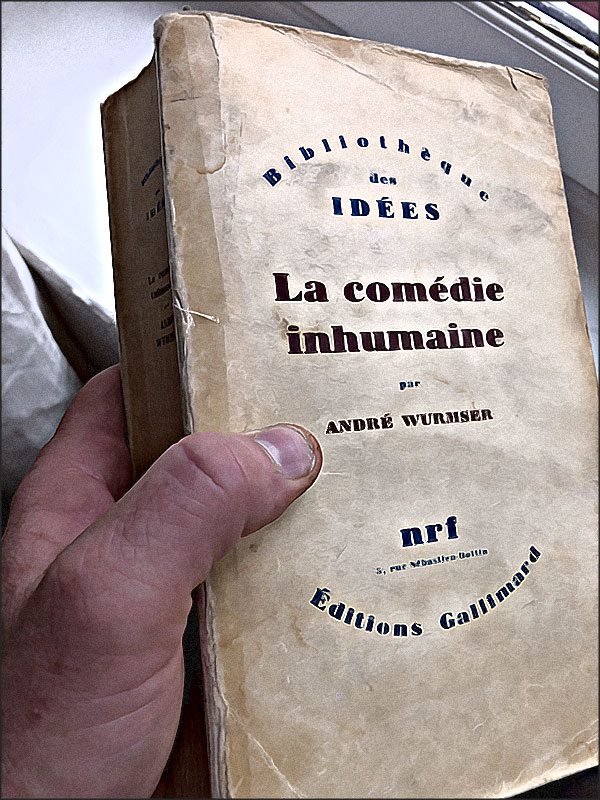 Bibliothèque
des
IDÉES
La comédie
inhumaine
par
ANDRÉ WURMSER
nrf
5, rue Sébastien-Bottin
Éditions Gallimard